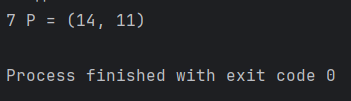 7 P = (14, 11)
Process finished with exit code 0